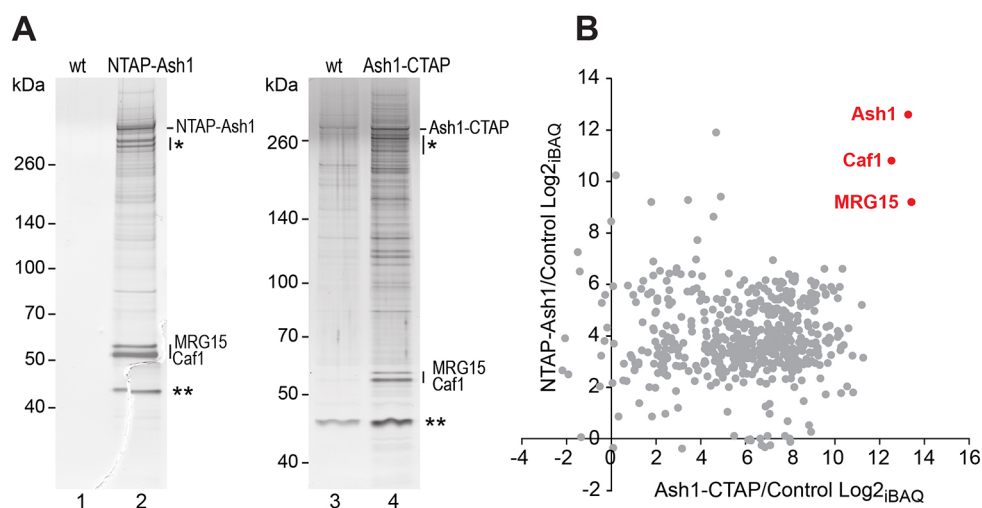 A
wt NTAP-Ash1
kDa
260
140
100
70
50
40
NTAP-Ash1
*
MRG15
Caf1
**
1 2
wt Ash1-CTAP
kDa
260
140
100
70
50
40
Ash1-CTAP
*
MRG15
Caf1
**
3 4
B
NTAP-Ash1/Control Log2iBAQ
14
12
10
8
6
4
2
0
-2
Ash1
Caf1
MRG15
-4 -2 0 2 4 6 8 10 12 14 16
Ash1-CTAP/Control Log2iBAQ